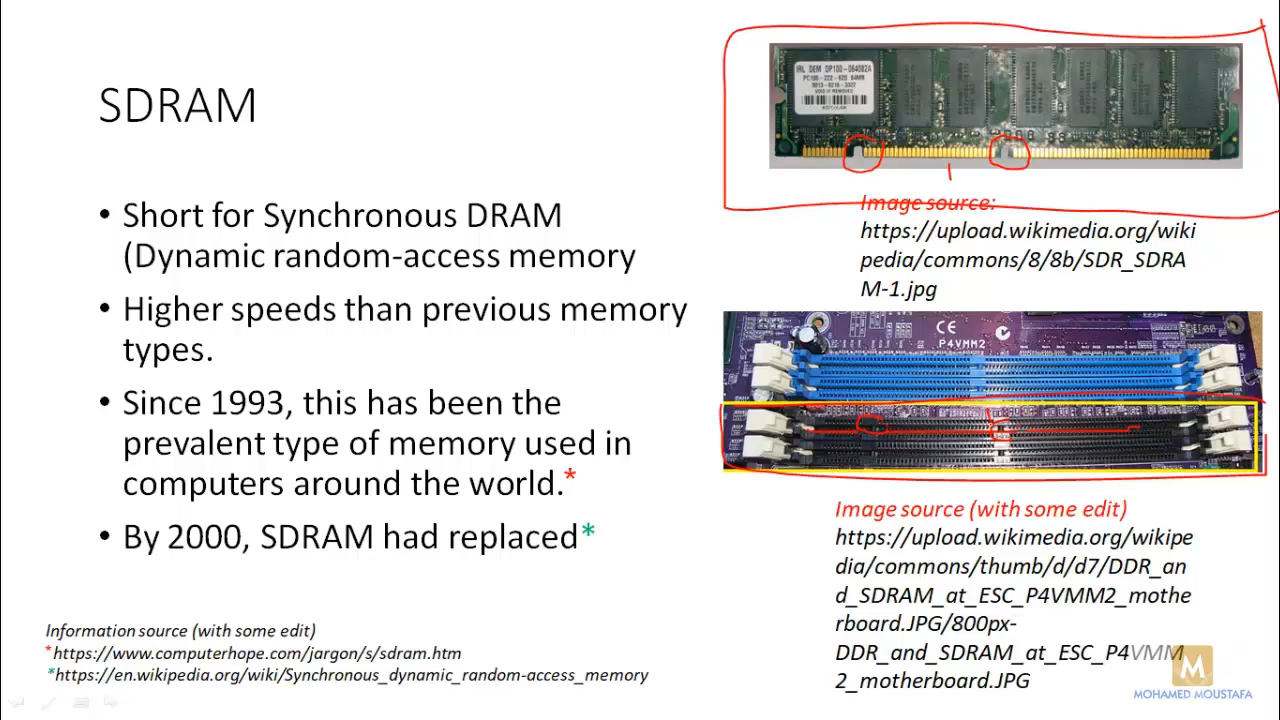 SDRAM
• Short for Synchronous DRAM
(Dynamic random-access memory
• Higher speeds than previous memory
types.
• Since 1993, this has been the
prevalent type of memory used in
computers around the world.*
• By 2000, SDRAM had replaced*
Information source (with some edit)
*https://www.computerhope.com/jargon/s/sdram.htm
*https://en.wikipedia.org/wiki/Synchronous_dynamic_random-access_memory
Image source:
https://upload.wikimedia.org/wiki
pedia/commons/8/8b/SDR_SDRA
M-1.jpg
CE
P4VMM2
Image source (with some edit)
https://upload.wikimedia.org/wikipe
dia/commons/thumb/d/d7/DDR_an
d_SDRAM_at_ESC_P4VMM2_mothe
rboard.JPG/800px-
DDR_and_SDRAM_at_ESC_P4VMM
2_motherboard.JPG
M
MOHAMED MOUSTAFA